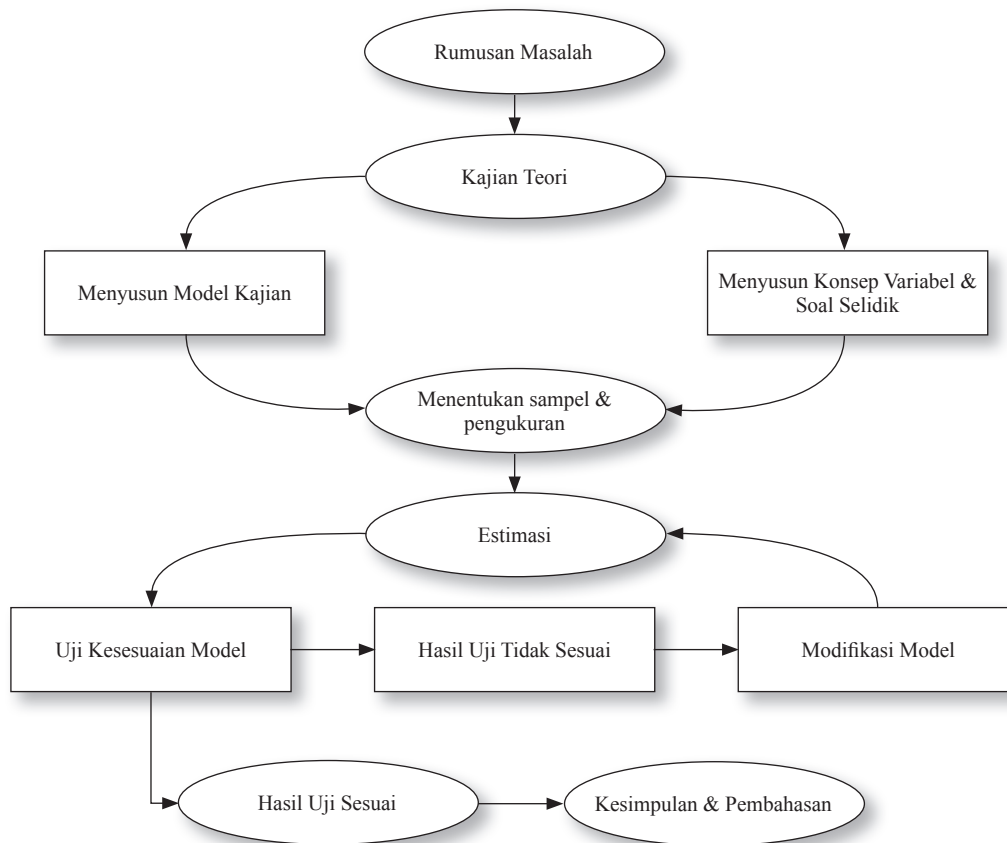 Rumusan Masalah
Kajian Teori
Menyusun Model Kajian
Menyusun Konsep Variabel &
Soal Selidik
Menentukan sampel &
pengukuran
Estimasi
Uji Kesesuaian Model
Hasil Uji Tidak Sesuai
Modifikasi Model
Hasil Uji Sesuai
Kesimpulan & Pembahasan